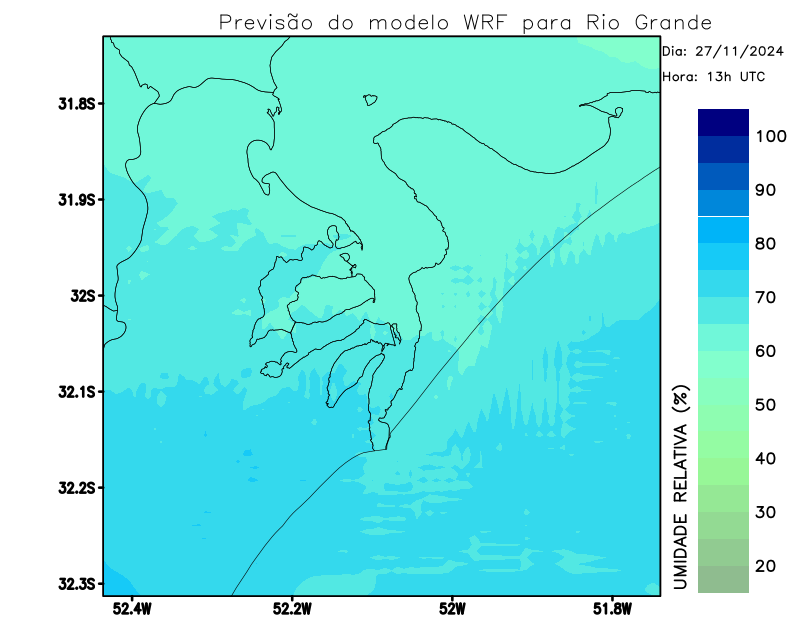 Previsão do modelo WRF para Rio Grande
Dia: 27/11/2024
Hora: 13h UTC
31.8S
31.9S
32S
32.1S
32.2S
32.3S
52.4W
52.2W
52W
51.8W
UMIDADE RELATIVA (%)
100
90
80
70
60
50
40
30
20